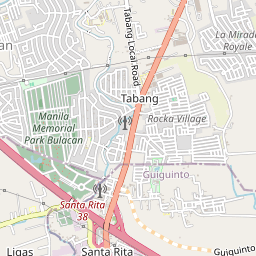 Tabang
Local
Road
La Mirada
Royale
Tabang
Manila
Memorial
Park Bulacan
Rocka Village
Guiguinto
Santa Rita
38
Santa Rita
Ligas
Guiguinto